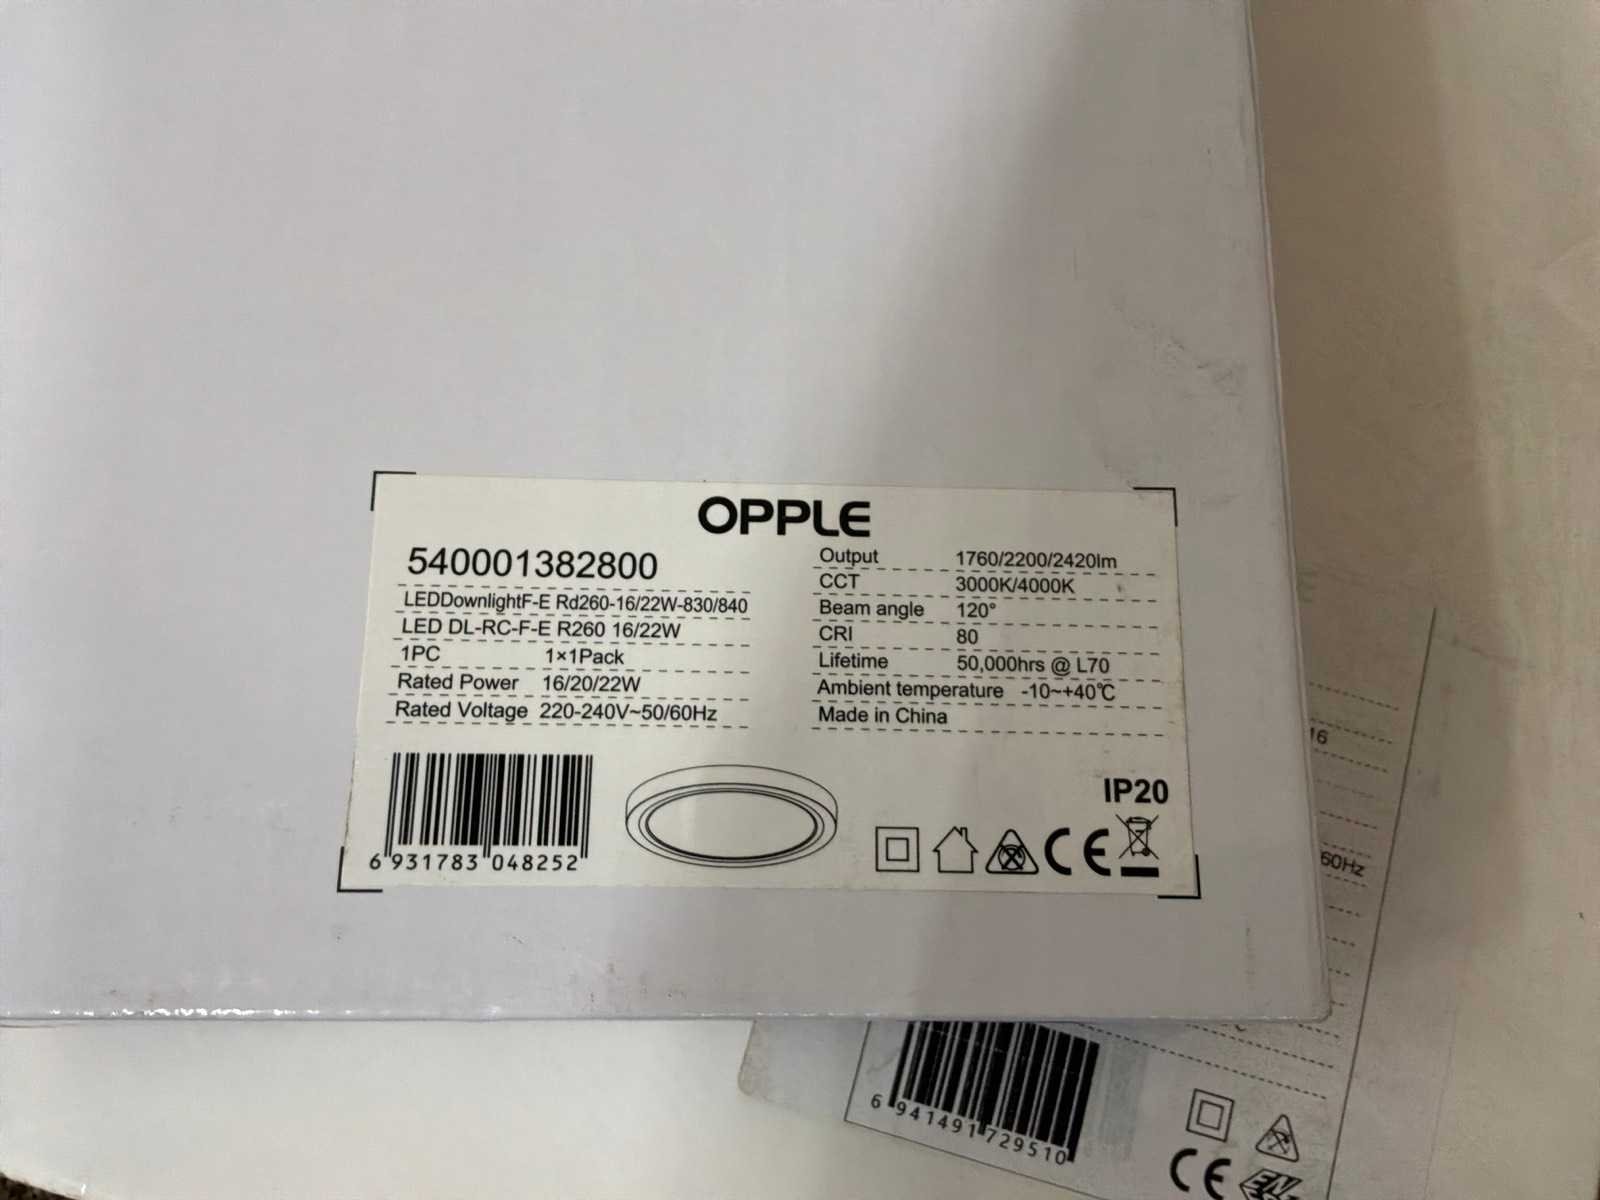 OPPLE
540001382800
LEDDownlightF-E Rd260-16/22W-830/840
LED DL-RC-F-E R260 16/22W
1PC 1×1Pack
Rated Power 16/20/22W
Rated Voltage 220-240V~50/60Hz
Output 1760/2200/2420lm
CCT 3000K/4000K
Beam angle 120°
CRI 80
Lifetime 50,000hrs @ L70
Ambient temperature -10~+40℃
Made in China
IP20
CE
6 931783 048252
16
60Hz
6 941491 729510
CE